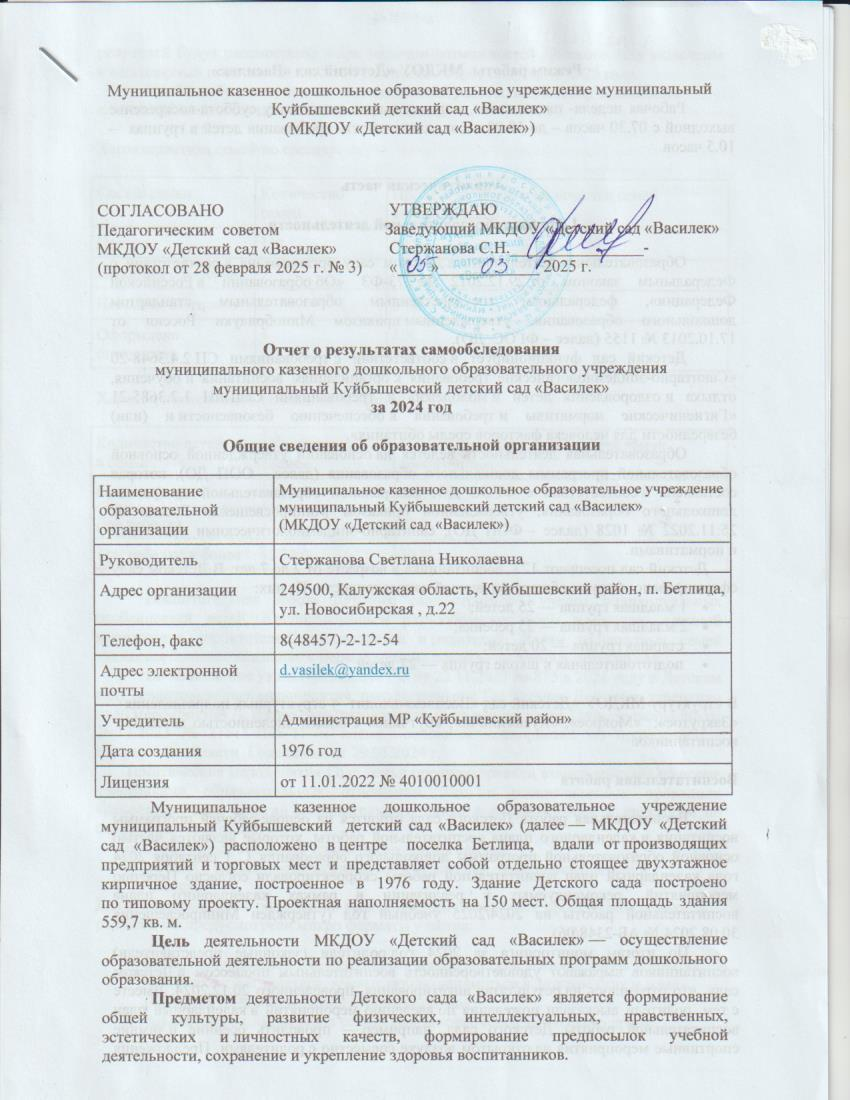 Муниципальное казенное дошкольное образовательное учреждение муниципальный
Куйбышевский детский сад «Василек»
(МКДОУ «Детский сад «Василек»)
СОГЛАСОВАНО
Педагогическим советом
МКДОУ «Детский сад «Василек»
(протокол от 28 февраля 2025 г. № 3)
УТВЕРЖДАЮ
Заведующий МКДОУ «Детский сад «Василек»
Стержанова С.Н.
« 05 » 03 2025 г.
Отчет о результатах самообследования
муниципального казенного дошкольного образовательного учреждения
муниципальный Куйбышевский детский сад «Василек»
за 2024 год
Общие сведения об образовательной организации
Наименование
образовательной
организации
Муниципальное казенное дошкольное образовательное учреждение
муниципальный Куйбышевский детский сад «Василек»
(МКДОУ «Детский сад «Василек»)
Руководитель
Стержанова Светлана Николаевна
Адрес организации
249500, Калужская область, Куйбышевский район, п. Бетлица,
ул. Новосибирская , д.22
Телефон, факс
8(48457)-2-12-54
Адрес электронной
почты
d.vasilek@yandex.ru
Учредитель
Администрация МР «Куйбышевский район»
Дата создания
1976 год
Лицензия
от 11.01.2022 № 4010010001
Муниципальное казенное дошкольное образовательное учреждение
муниципальный Куйбышевский детский сад «Василек» (далее — МКДОУ «Детский
сад «Василек») расположено в центре поселка Бетлица, вдали от производящих
предприятий и торговых мест и представляет собой отдельно стоящее двухэтажное
кирпичное здание, построенное в 1976 году. Здание Детского сада построено
по типовому проекту. Проектная наполняемость на 150 мест. Общая площадь здания
559,7 кв. м.
Цель деятельности МКДОУ «Детский сад «Василек» — осуществление
образовательной деятельности по реализации образовательных программ дошкольного
образования.
Предметом деятельности Детского сада «Василек» является формирование
общей культуры, развитие физических, интеллектуальных, нравственных,
эстетических и личностных качеств, формирование предпосылок учебной
деятельности, сохранение и укрепление здоровья воспитанников.